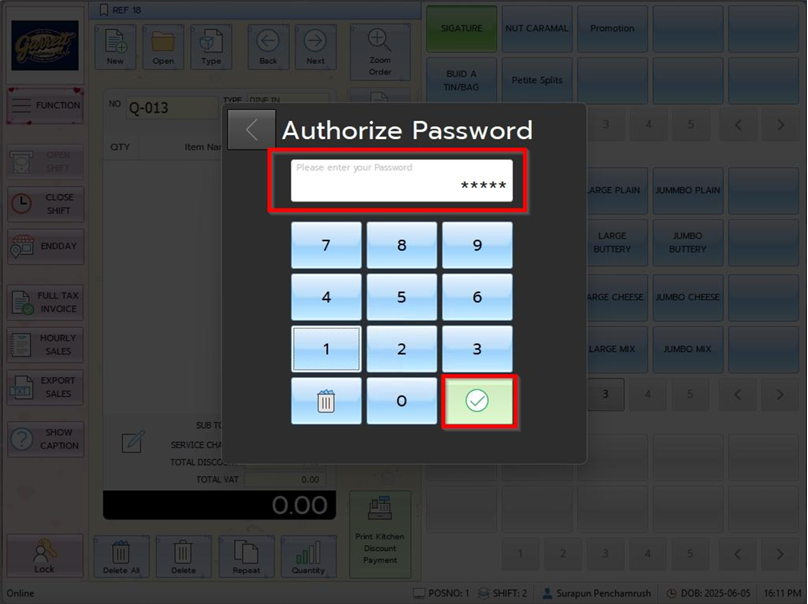 REF 18
Garrett
New
Open
Type
Back
Next
Zoom
Order
SIGATURE
NUT CARAMAL
Promotion
BUID A
TIN/BAG
Petite Splits
FUNCTION
NO Q-013 TYPE DINE IN
QTY Item Nam
3 4 5
OPEN
SHIFT
CLOSE
SHIFT
ENDDAY
FULL TAX
INVOICE
HOURLY
SALES
EXPORT
SALES
SHOW
CAPTION
Lock
Authorize Password
Please enter your Password
*****
7 8 9
4 5 6
1 2 3
0
ARGE PLAIN
JUMMBO PLAIN
LARGE
BUTTERY
JUMBO
BUTTERY
ARGE CHEESE
JUMBO CHEESE
LARGE MIX
JUMBO MIX
3 4 5
SUB TO
SERVICE CHA
TOTAL DISCOU
TOTAL VAT 0.00
0.00
Print Kitchen
Discount
Payment
Delete All
Delete
Repeat
Quantity
1 2 3 4 5
Online
POSNO: 1
SHIFT: 2
Surapun Penchamrush
DOB: 2025-06-05
16:11 PM